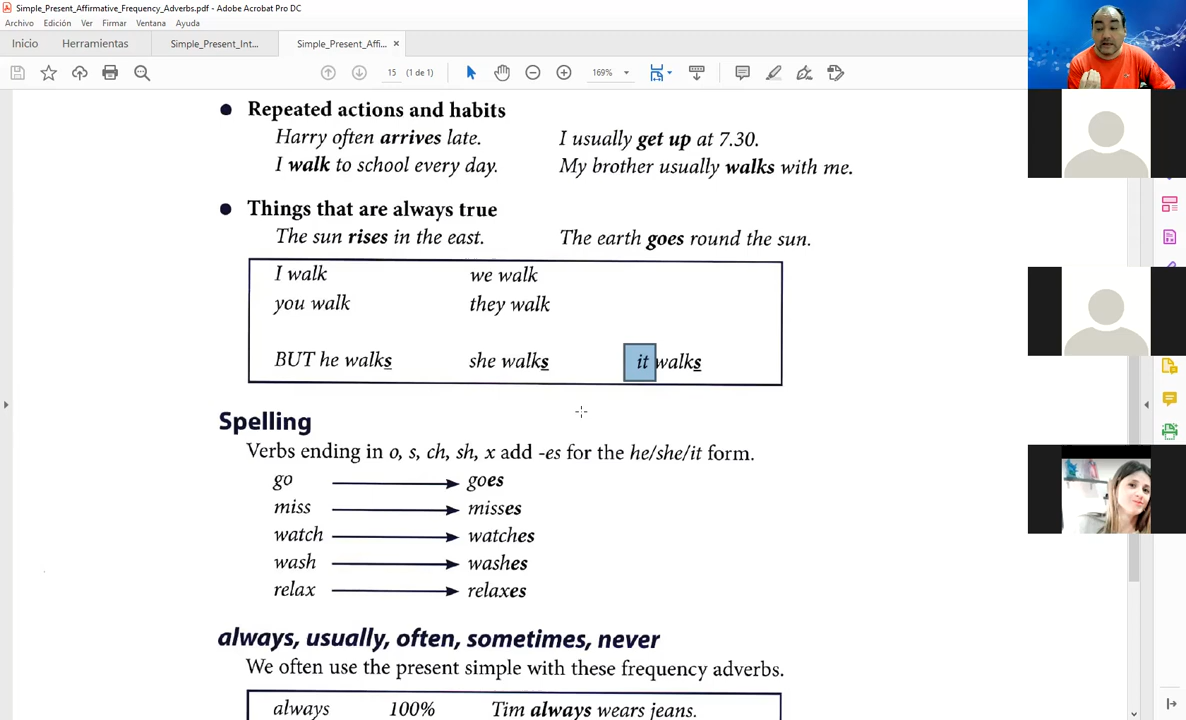 Simple_Present_Affirmative_Frequency_Adverbs.pdf - Adobe Acrobat Pro DC
Archivo Edición Ver Firmar Ventana Ayuda
Inicio Herramientas Simple_Present_Int... Simple_Present_Affi... ×
15 (1 de 1) 169%
• Repeated actions and habits
Harry often arrives late. I usually get up at 7.30.
I walk to school every day. My brother usually walks with me.
• Things that are always true
The sun rises in the east. The earth goes round the sun.
I walk we walk
you walk they walk
BUT he walks she walks it walks
Spelling
Verbs ending in o, s, ch, sh, x add -es for the he/she/it form.
go goes
miss misses
watch watches
wash washes
relax relaxes
always, usually, often, sometimes, never
We often use the present simple with these frequency adverbs.
always 100% Tim always wears jeans.